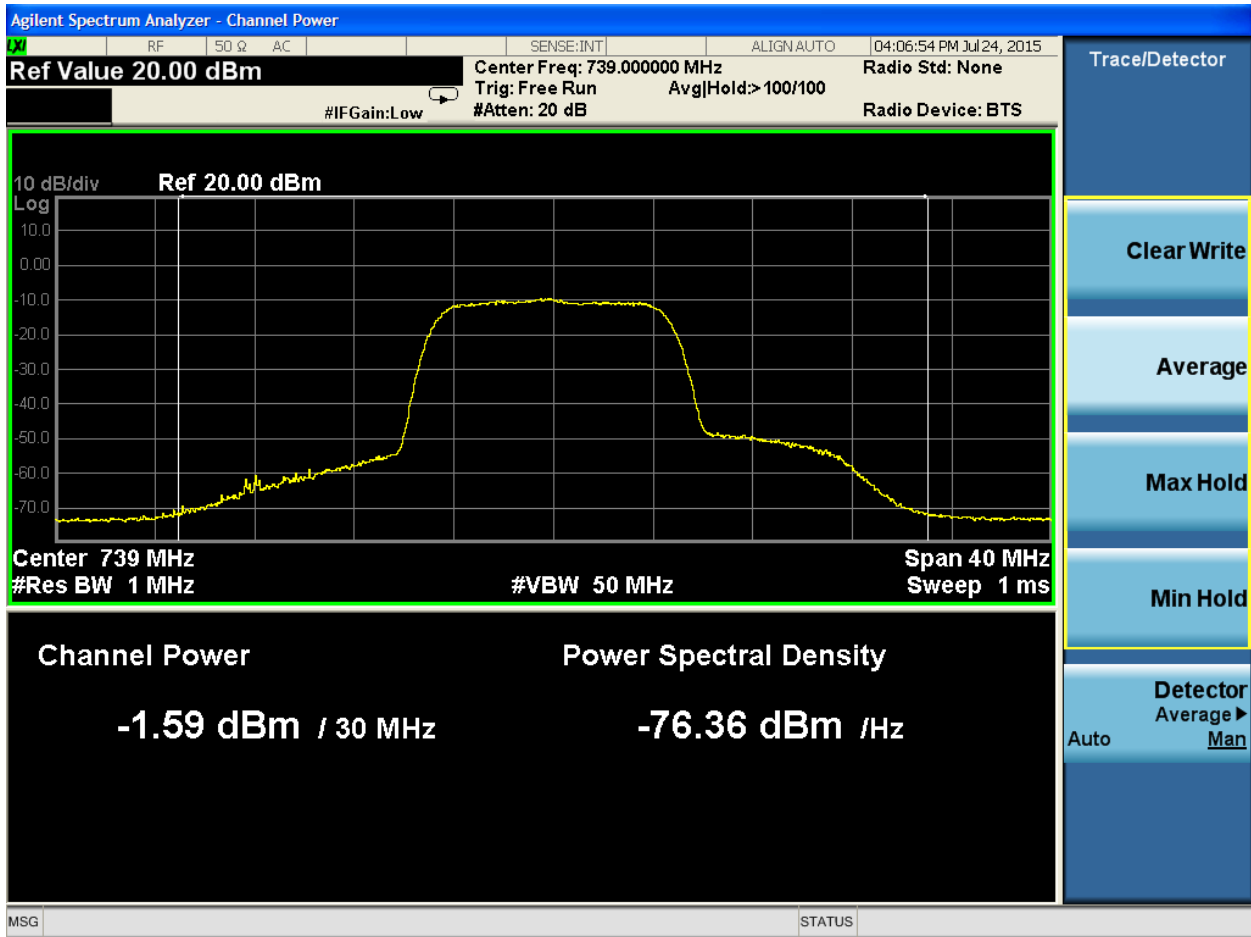 Agilent Spectrum Analyzer - Channel Power
LXI RF 50 Ω AC SENSE:INT ALIGN AUTO 04:06:54 PM Jul 24, 2015
Ref Value 20.00 dBm
Center Freq: 739.000000 MHz
Radio Std: None
Trig: Free Run Avg|Hold:> 100/100
#IFGain:Low
#Atten: 20 dB
Radio Device: BTS
10 dB/div Ref 20.00 dBm
Log
10.0
0.00
-10.0
-20.0
-30.0
-40.0
-50.0
-60.0
-70.0
Center 739 MHz Span 40 MHz
#Res BW 1 MHz #VBW 50 MHz Sweep 1 ms
Channel Power Power Spectral Density
-1.59 dBm / 30 MHz -76.36 dBm /Hz
Trace/Detector
Clear Write
Average
Max Hold
Min Hold
Detector
Average▶
Auto Man
MSG STATUS